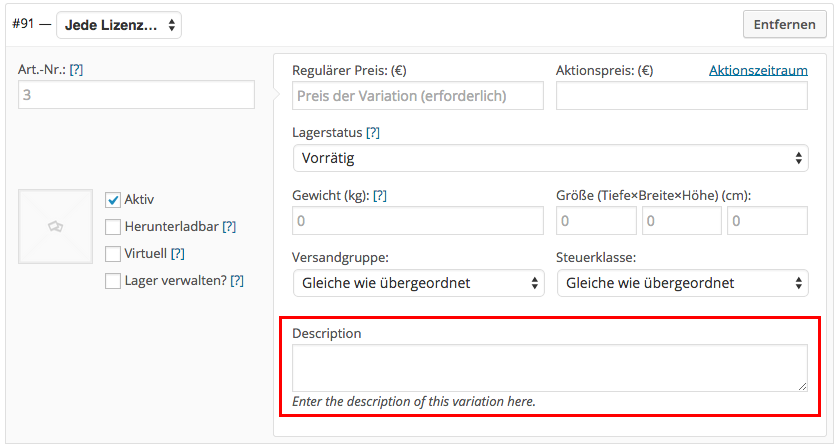 #91 — Jede Lizenz... Entfernen
Art.-Nr.: [?]
3
Aktiv
Herunterladbar [?]
Virtuell [?]
Lager verwalten? [?]
Regulärer Preis: (€) Aktionspreis: (€) Aktionszeitraum
Preis der Variation (erforderlich)
Lagerstatus [?]
Vorrätig
Gewicht (kg): [?] Größe (Tiefe×Breite×Höhe) (cm):
0 0 0 0
Versandgruppe: Steuerklasse:
Gleiche wie übergeordnet Gleiche wie übergeordnet
Description
Enter the description of this variation here.